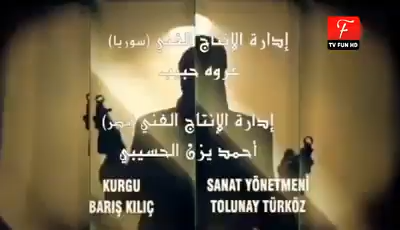 F
TV FUN HD
إدارة الإنتاج الفني (سوريا)
عروه حبيب
إدارة الإنتاج الفني (مصر)
أحمد يزن الحسيبي
KURGU
BARIŞ KILIÇ
SANAT YÖNETMENİ
TOLUNAY TÜRKÖZ